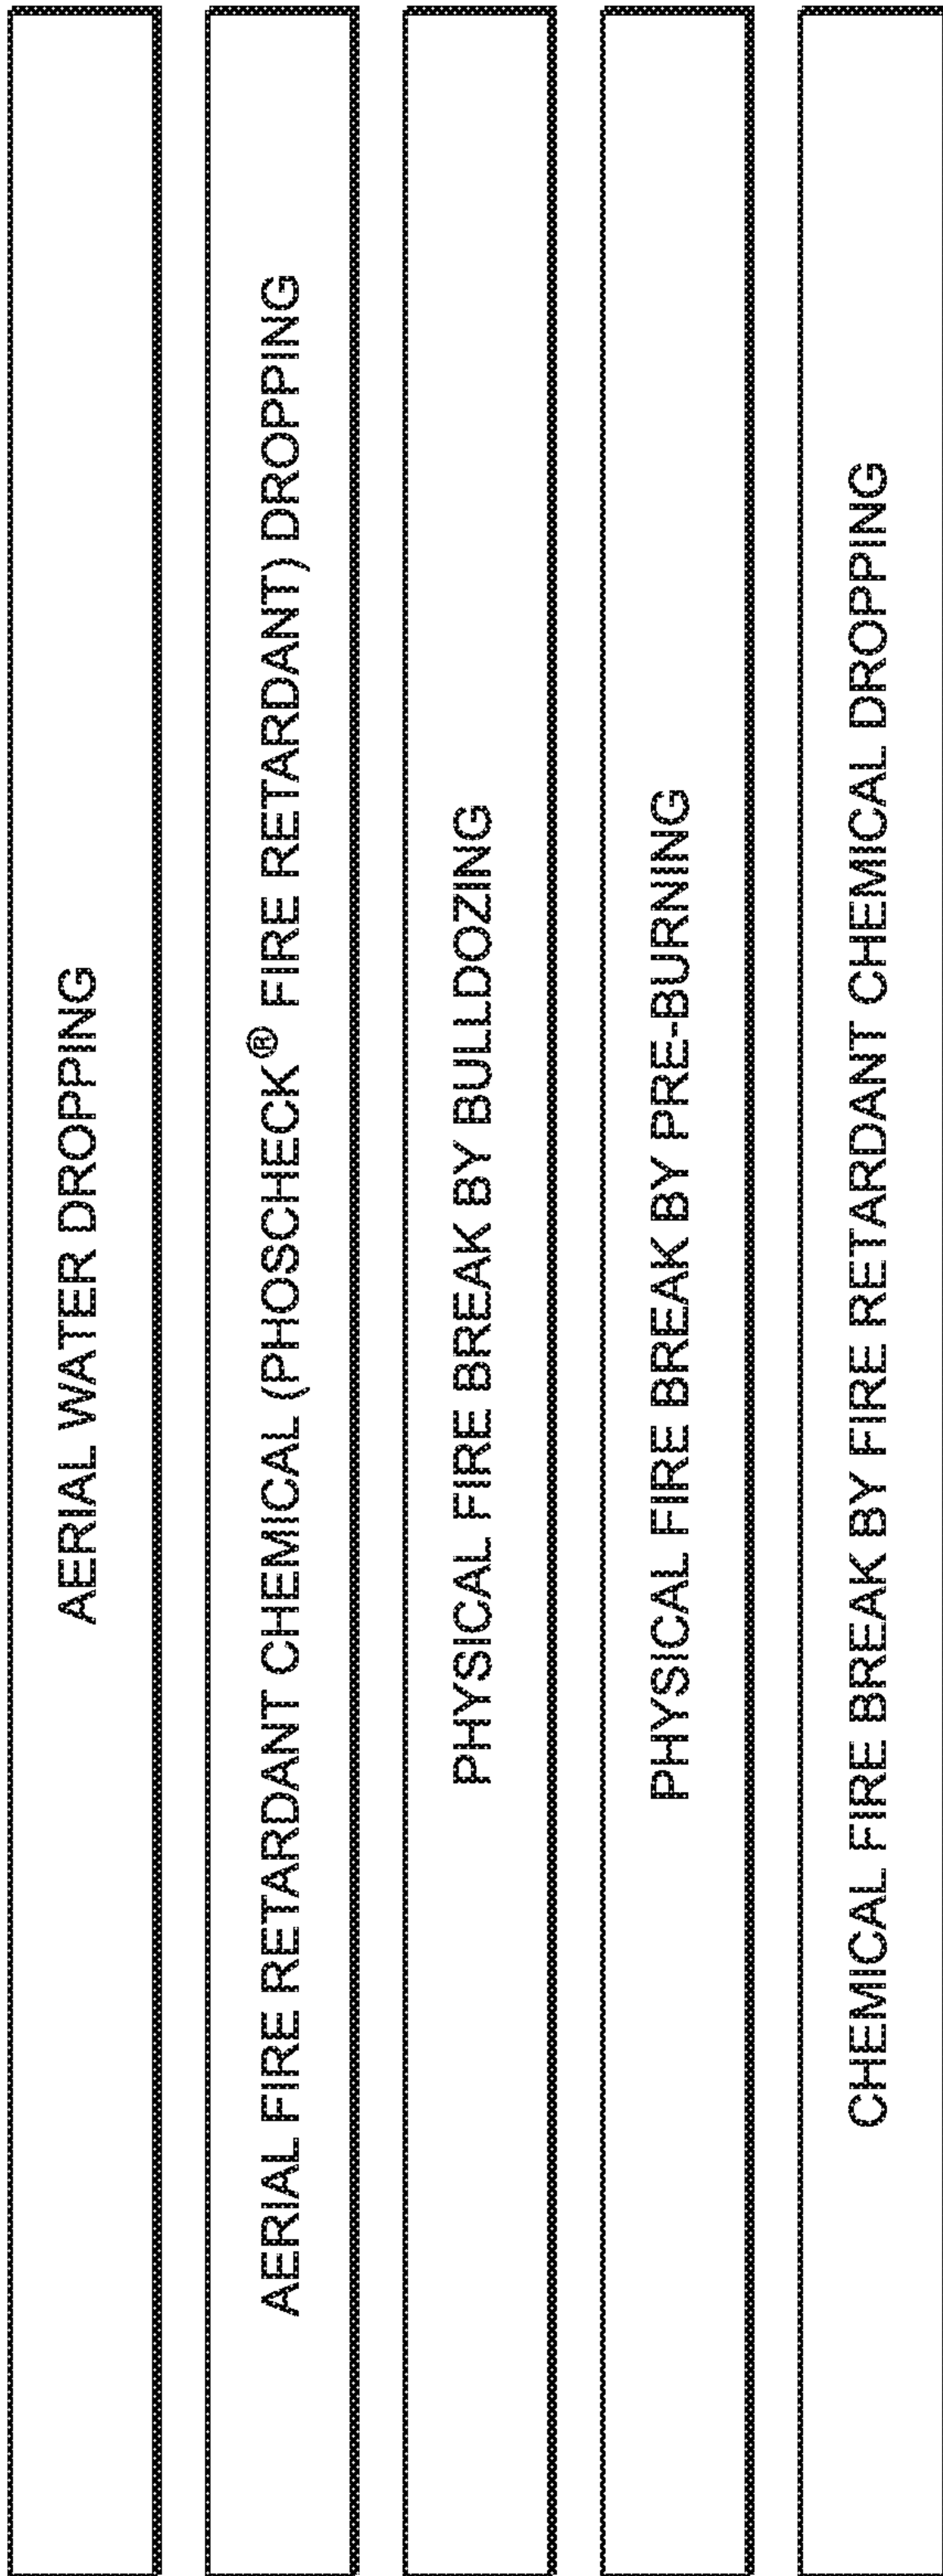 AERIAL WATER DROPPING
AERIAL FIRE RETARDANT CHEMICAL (PHOSCHECK® FIRE RETARDANT) DROPPING
PHYSICAL FIRE BREAK BY BULLDOZING
PHYSICAL FIRE BREAK BY PRE-BURNING
CHEMICAL FIRE BREAK BY FIRE RETARDANT CHEMICAL DROPPING